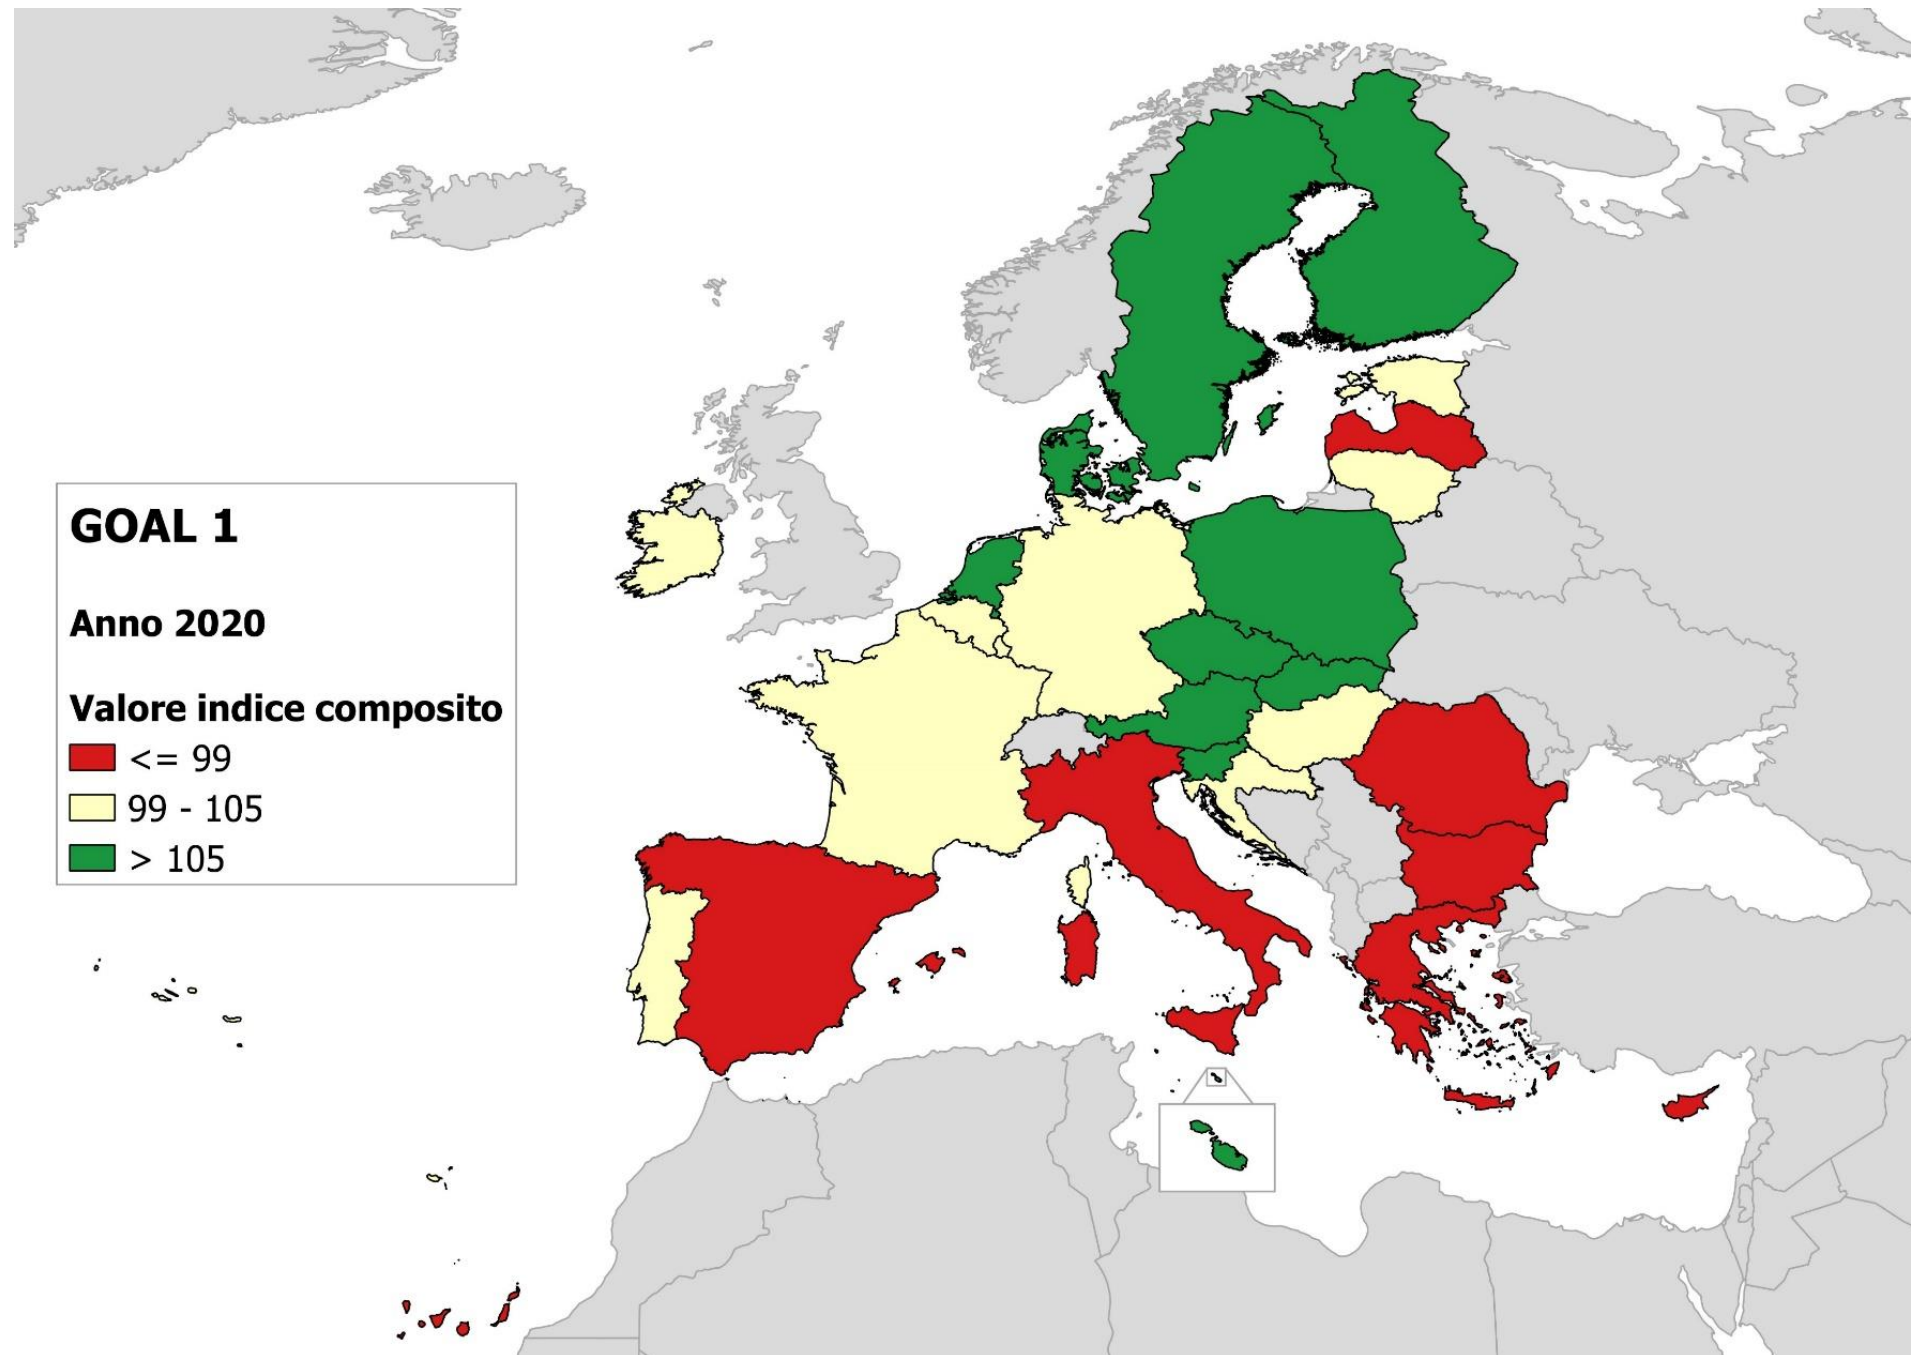 GOAL 1
Anno 2020
Valore indice composito
<= 99
99 - 105
> 105